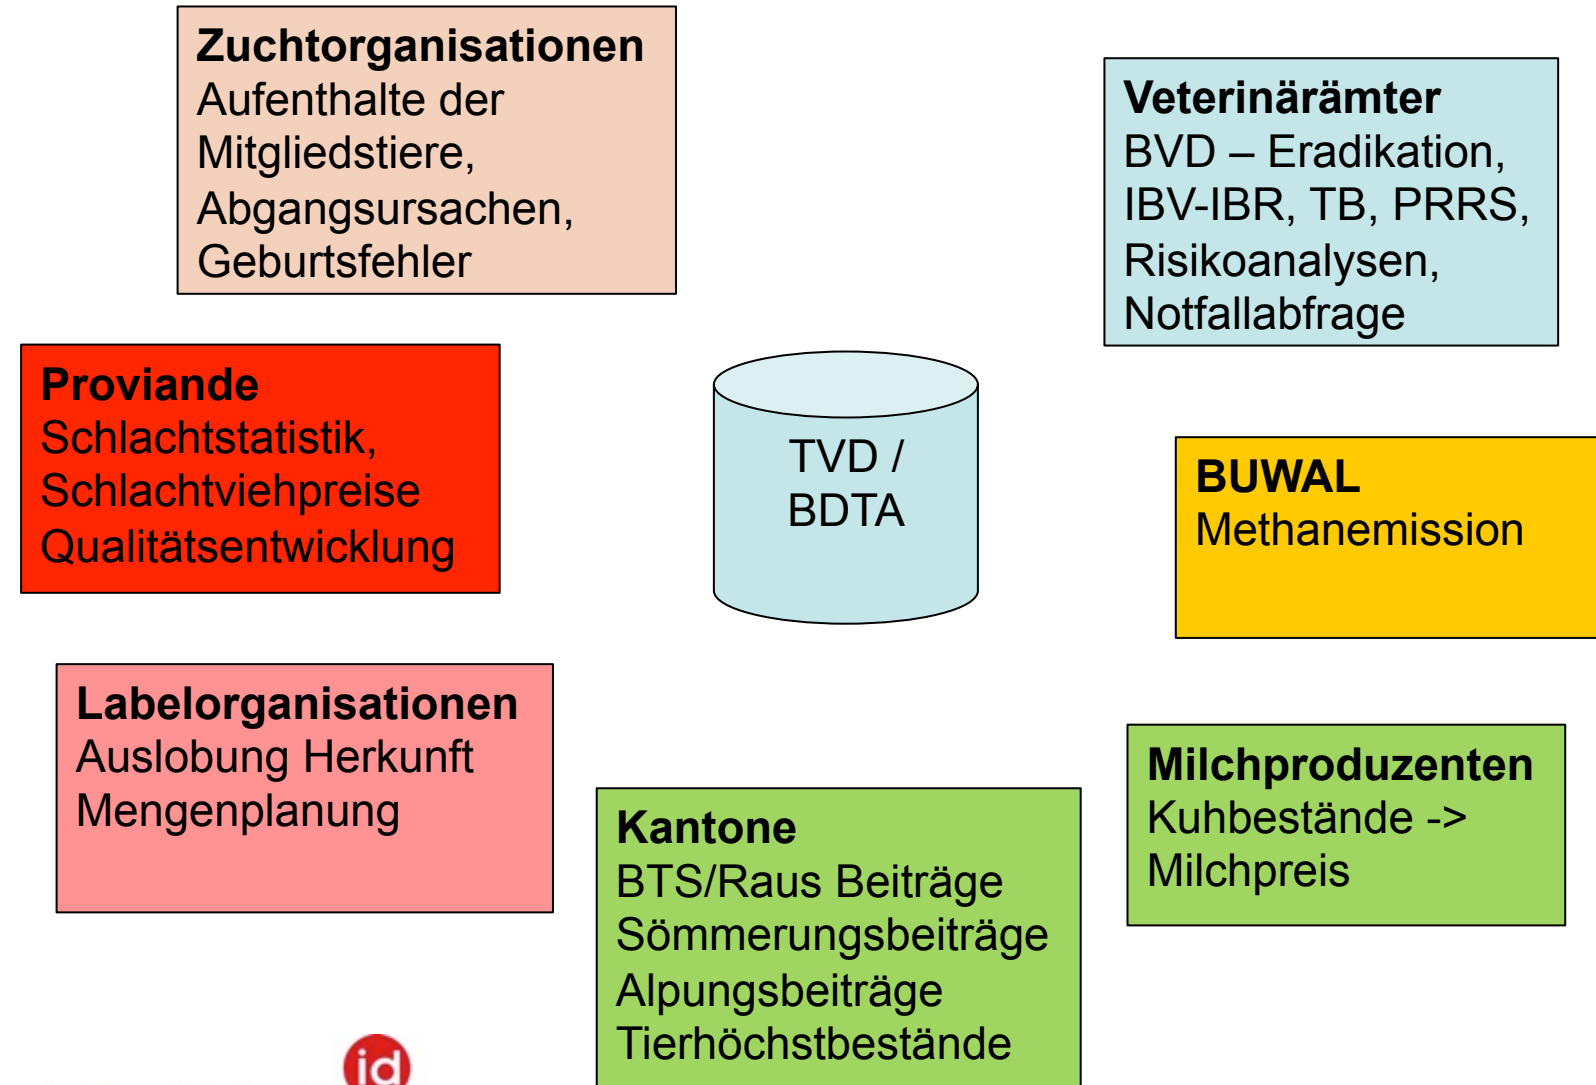 Zuchtorganisationen
Aufenthalte der
Mitgliedstiere,
Abgangsursachen,
Geburtsfehler
Veterinärämter
BVD – Eradikation,
IBV-IBR, TB, PRRS,
Risikoanalysen,
Notfallabfrage
Proviande
Schlachtstatistik,
Schlachtviehpreise
Qualitätsentwicklung
TVD /
BDTA
BUWAL
Methanemission
Labelorganisationen
Auslobung Herkunft
Mengenplanung
Kantone
BTS/Raus Beiträge
Sömmerungsbeiträge
Alpungsbeiträge
Tierhöchstbestände
Milchproduzenten
Kuhbestände ->
Milchpreis
id